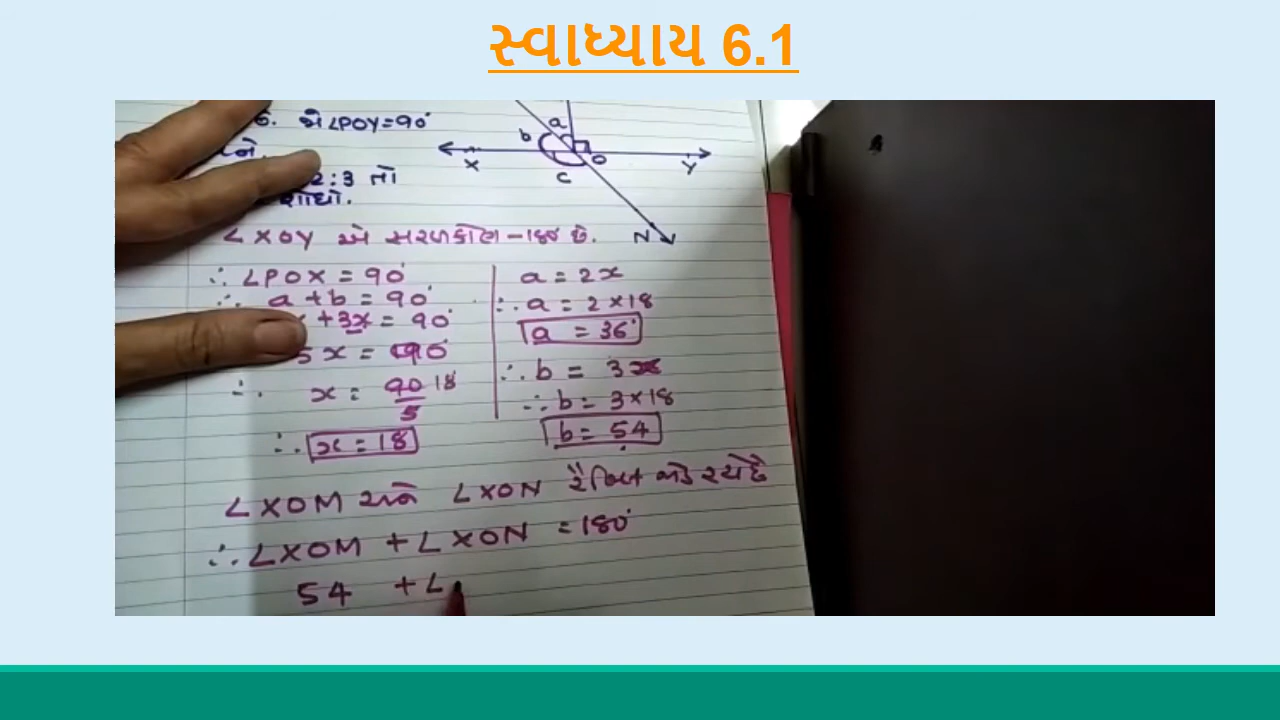 સ્વાધ્યાય 6.1
છે. જો ∠POY = 90°
અને
2 : 3 તો
શોધો.
a
b
c
O
X
Y
N
∠XOY એ સરળકોણ – 180° છે.
∴ ∠POX = 90°
∴ a + b = 90°
+ 3x = 90°
5x = 90°
∴ x = 90/5 18
∴ x = 18
a = 2x
∴ a = 2 × 18
a = 36°
∴ b = 3x
∴ b = 3 × 18
b = 54°
∠XOM અને ∠XON રૈખિક જોડ રચે છે
∴ ∠XOM + ∠XON = 180°
54 + ∠